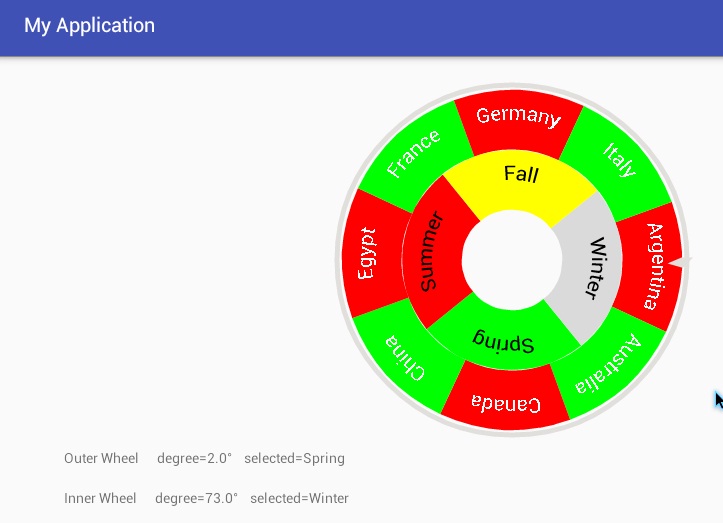 My Application
Germany
Italy
Argentina
Australia
Canada
China
Egypt
France
Fall
Winter
Spring
Summer
Outer Wheel degree=2.0° selected=Spring
Inner Wheel degree=73.0° selected=Winter